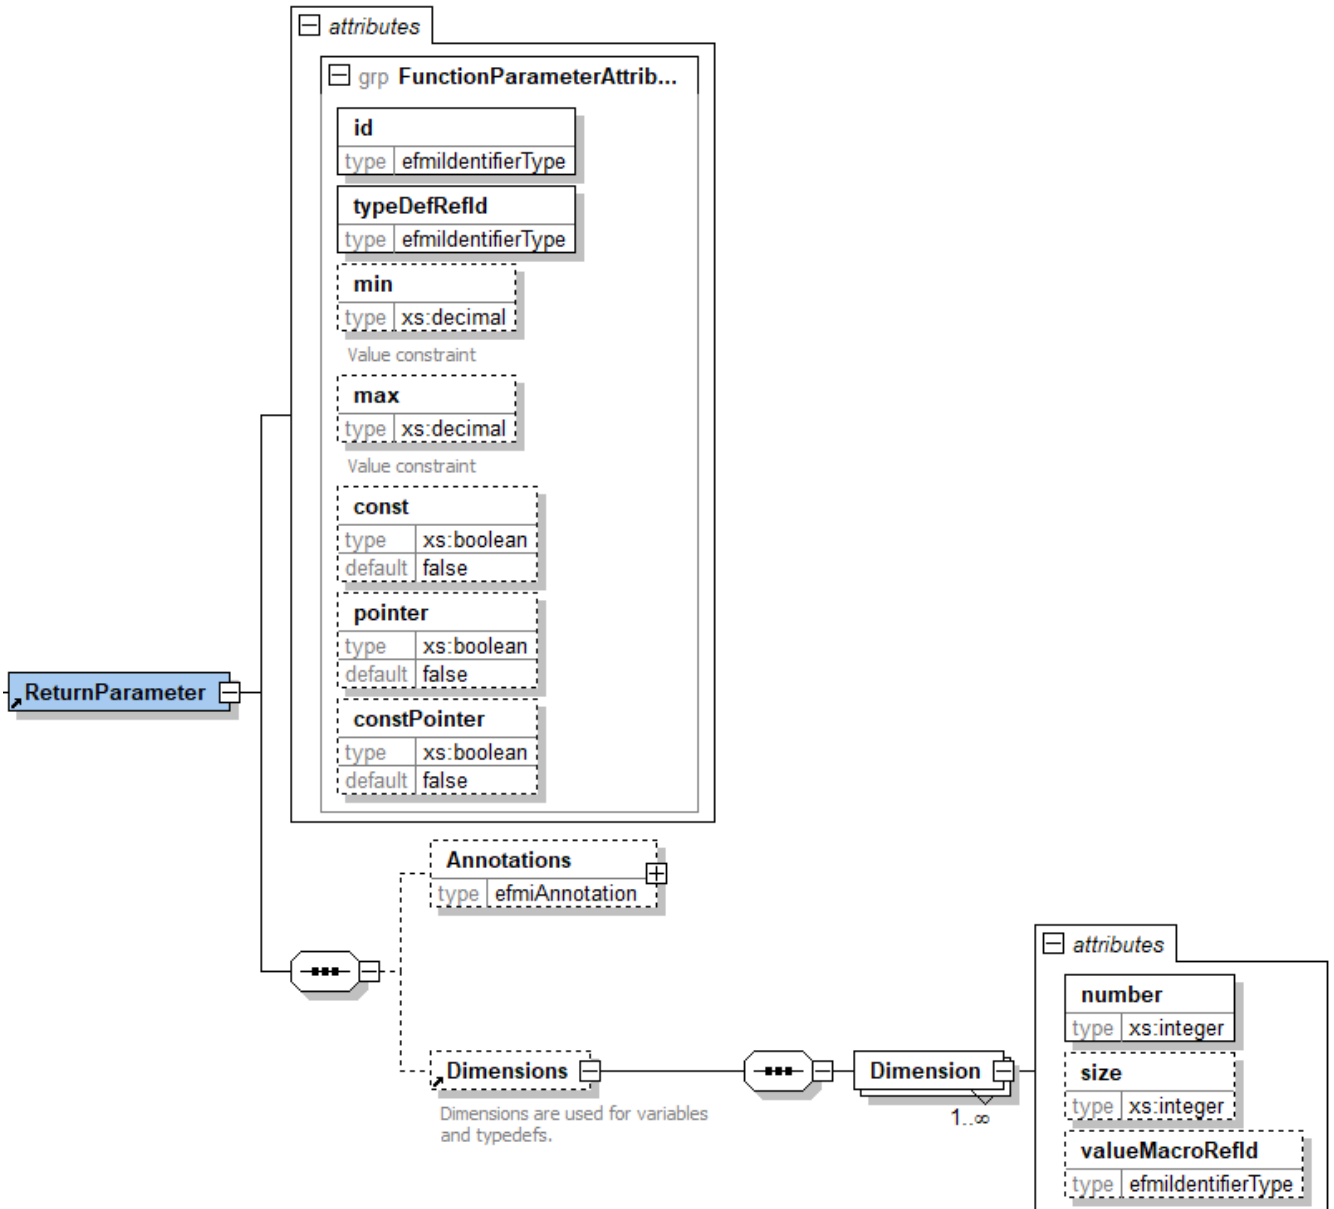 attributes
grp FunctionParameterAttrib...
id
type efmiIdentifierType
typeDefRefId
type efmiIdentifierType
min
type xs:decimal
Value constraint
max
type xs:decimal
Value constraint
const
type xs:boolean
default false
pointer
type xs:boolean
default false
ReturnParameter
constPointer
type xs:boolean
default false
Annotations
type efmiAnnotation
attributes
number
type xs:integer
Dimensions
Dimension
size
type xs:integer
Dimensions are used for variables
and typedefs.
1..∞
valueMacroRefId
type efmiIdentifierType